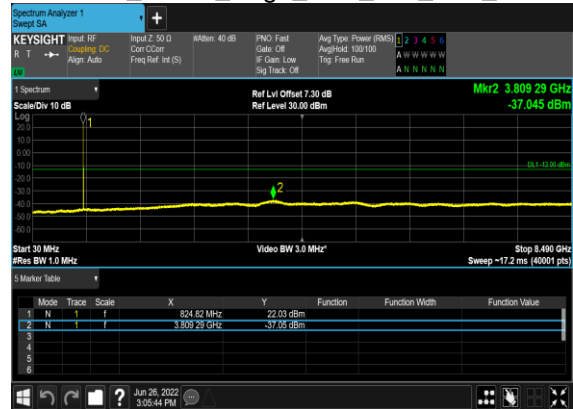 Spectrum Analyzer 1
Swept SA
+
KEYSIGHT Input: RF Input Z: 50 Ω #Atten: 40 dB PNO: Fast Avg Type: Power (RMS) 1 2 3 4 5 6
R T Coupling: DC Corr CCorr Gate: Off Avg|Hold: 100/100 A W W W W W
Align: Auto Freq Ref: Int (S) IF Gain: Low Trig: Free Run
Sig Track: Off A N N N N N
1 Spectrum Ref Lvl Offset 7.30 dB Mkr2 3.809 29 GHz
Scale/Div 10 dB Ref Level 30.00 dBm -37.045 dBm
Log
20.0
10.00
0.00
-10.0
-20.0
-30.0
-40.0
-50.0
-60.0
1
2
DL1 -13.00 dBm
Start 30 MHz Video BW 3.0 MHz* Stop 8.490 GHz
#Res BW 1.0 MHz Sweep ~17.2 ms (40001 pts)
5 Marker Table
Mode Trace Scale X Y Function Function Width Function Value
1 N 1 f 824.82 MHz 22.03 dBm
2 N 1 f 3.809 29 GHz -37.05 dBm
3
4
5
6
? Jun 26, 2022
3:05:44 PM